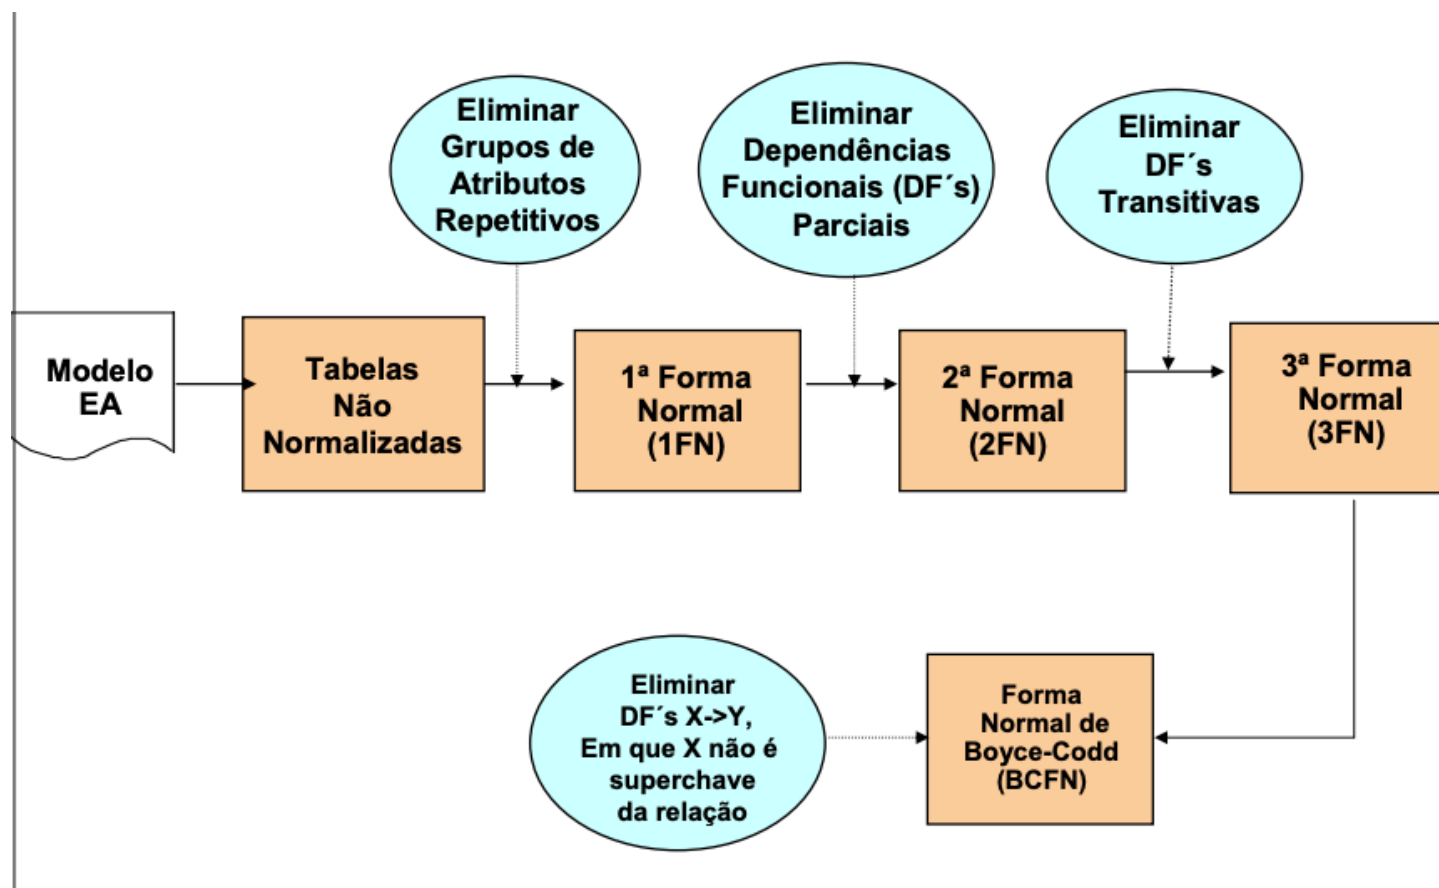 Eliminar
Grupos de
Atributos
Repetitivos
Eliminar
Dependências
Funcionais (DF´s)
Parciais
Eliminar
DF´s
Transitivas
Modelo
EA
Tabelas
Não
Normalizadas
1ª Forma
Normal
(1FN)
2ª Forma
Normal
(2FN)
3ª Forma
Normal
(3FN)
Eliminar
DF´s X->Y,
Em que X não é
superchave
da relação
Forma
Normal de
Boyce-Codd
(BCFN)